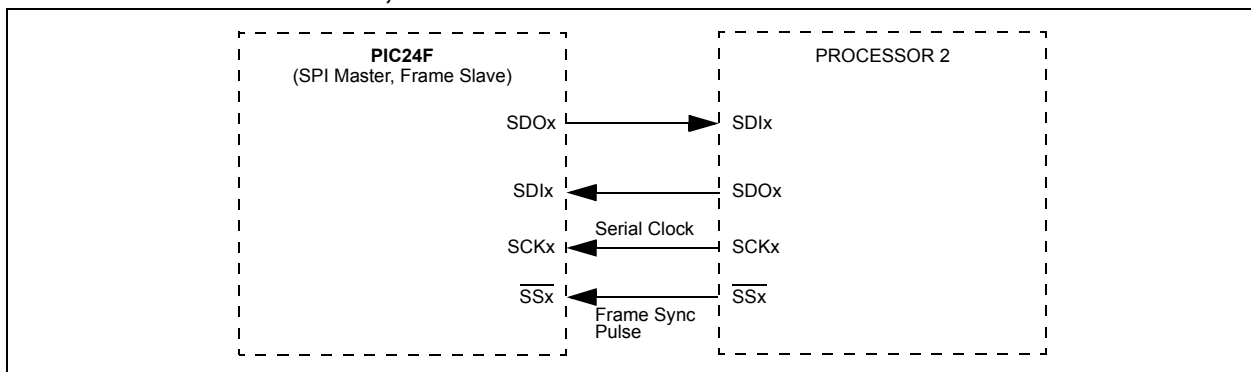 PIC24F
(SPI Master, Frame Slave)
PROCESSOR 2
SDOx
SDIx
SDIx
SDOx
Serial Clock
SCKx
SCKx
SSx
SSx
Frame Sync
Pulse